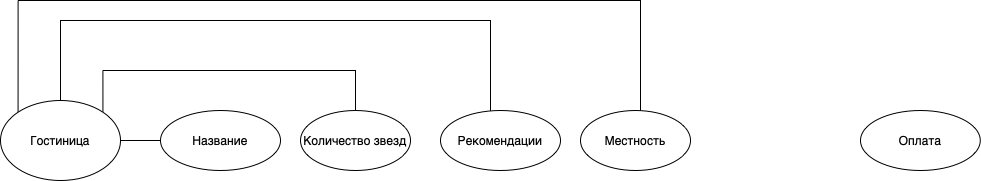 Гостиница
Название
Количество звезд
Рекомендации
Местность
Оплата